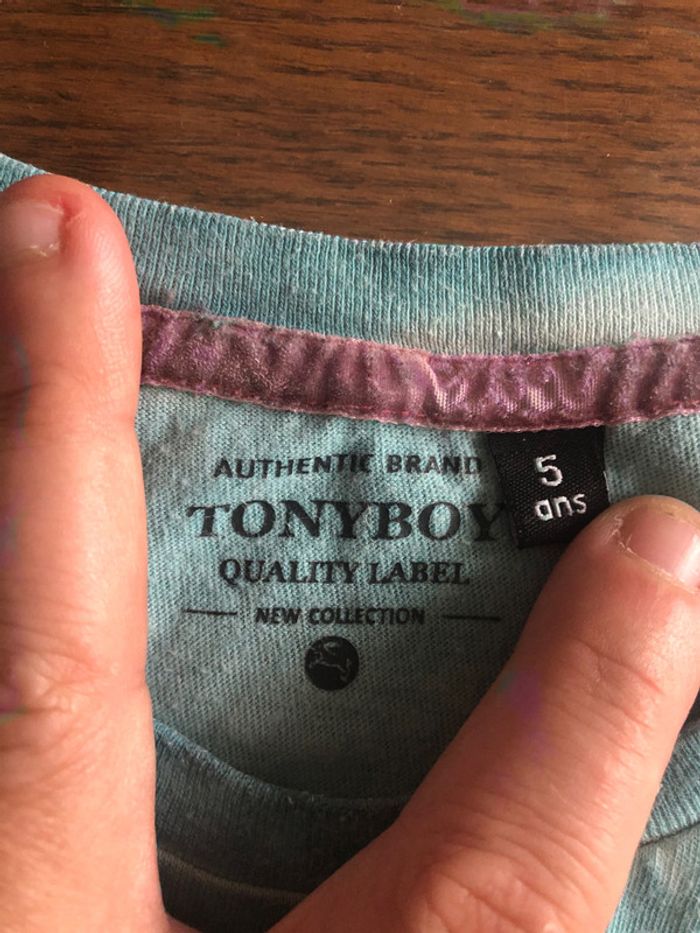 AUTHENTIC BRAND
TONYBOY
QUALITY LABEL
NEW COLLECTION
5
ans